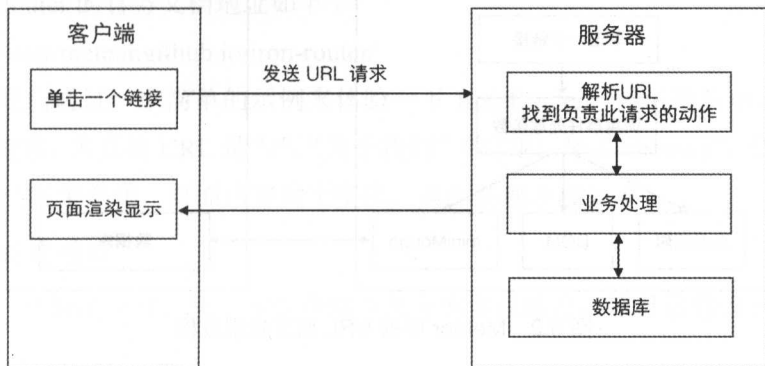 客户端
服务器
发送 URL 请求
单击一个链接
解析URL
找到负责此请求的动作
页面渲染显示
业务处理
数据库